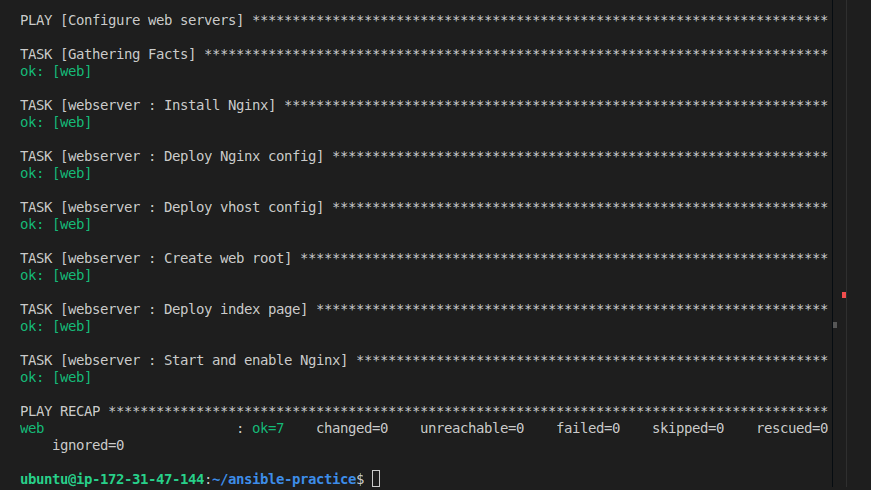 PLAY [Configure web servers] ************************************************************************
TASK [Gathering Facts] ******************************************************************************
ok: [web]
TASK [webserver : Install Nginx] ********************************************************************
ok: [web]
TASK [webserver : Deploy Nginx config] **************************************************************
ok: [web]
TASK [webserver : Deploy vhost config] **************************************************************
ok: [web]
TASK [webserver : Create web root] ******************************************************************
ok: [web]
TASK [webserver : Deploy index page] ****************************************************************
ok: [web]
TASK [webserver : Start and enable Nginx] ***********************************************************
ok: [web]
PLAY RECAP ******************************************************************************************
web                        : ok=7    changed=0    unreachable=0    failed=0    skipped=0    rescued=0
    ignored=0
ubuntu@ip-172-31-47-144:~/ansible-practice$